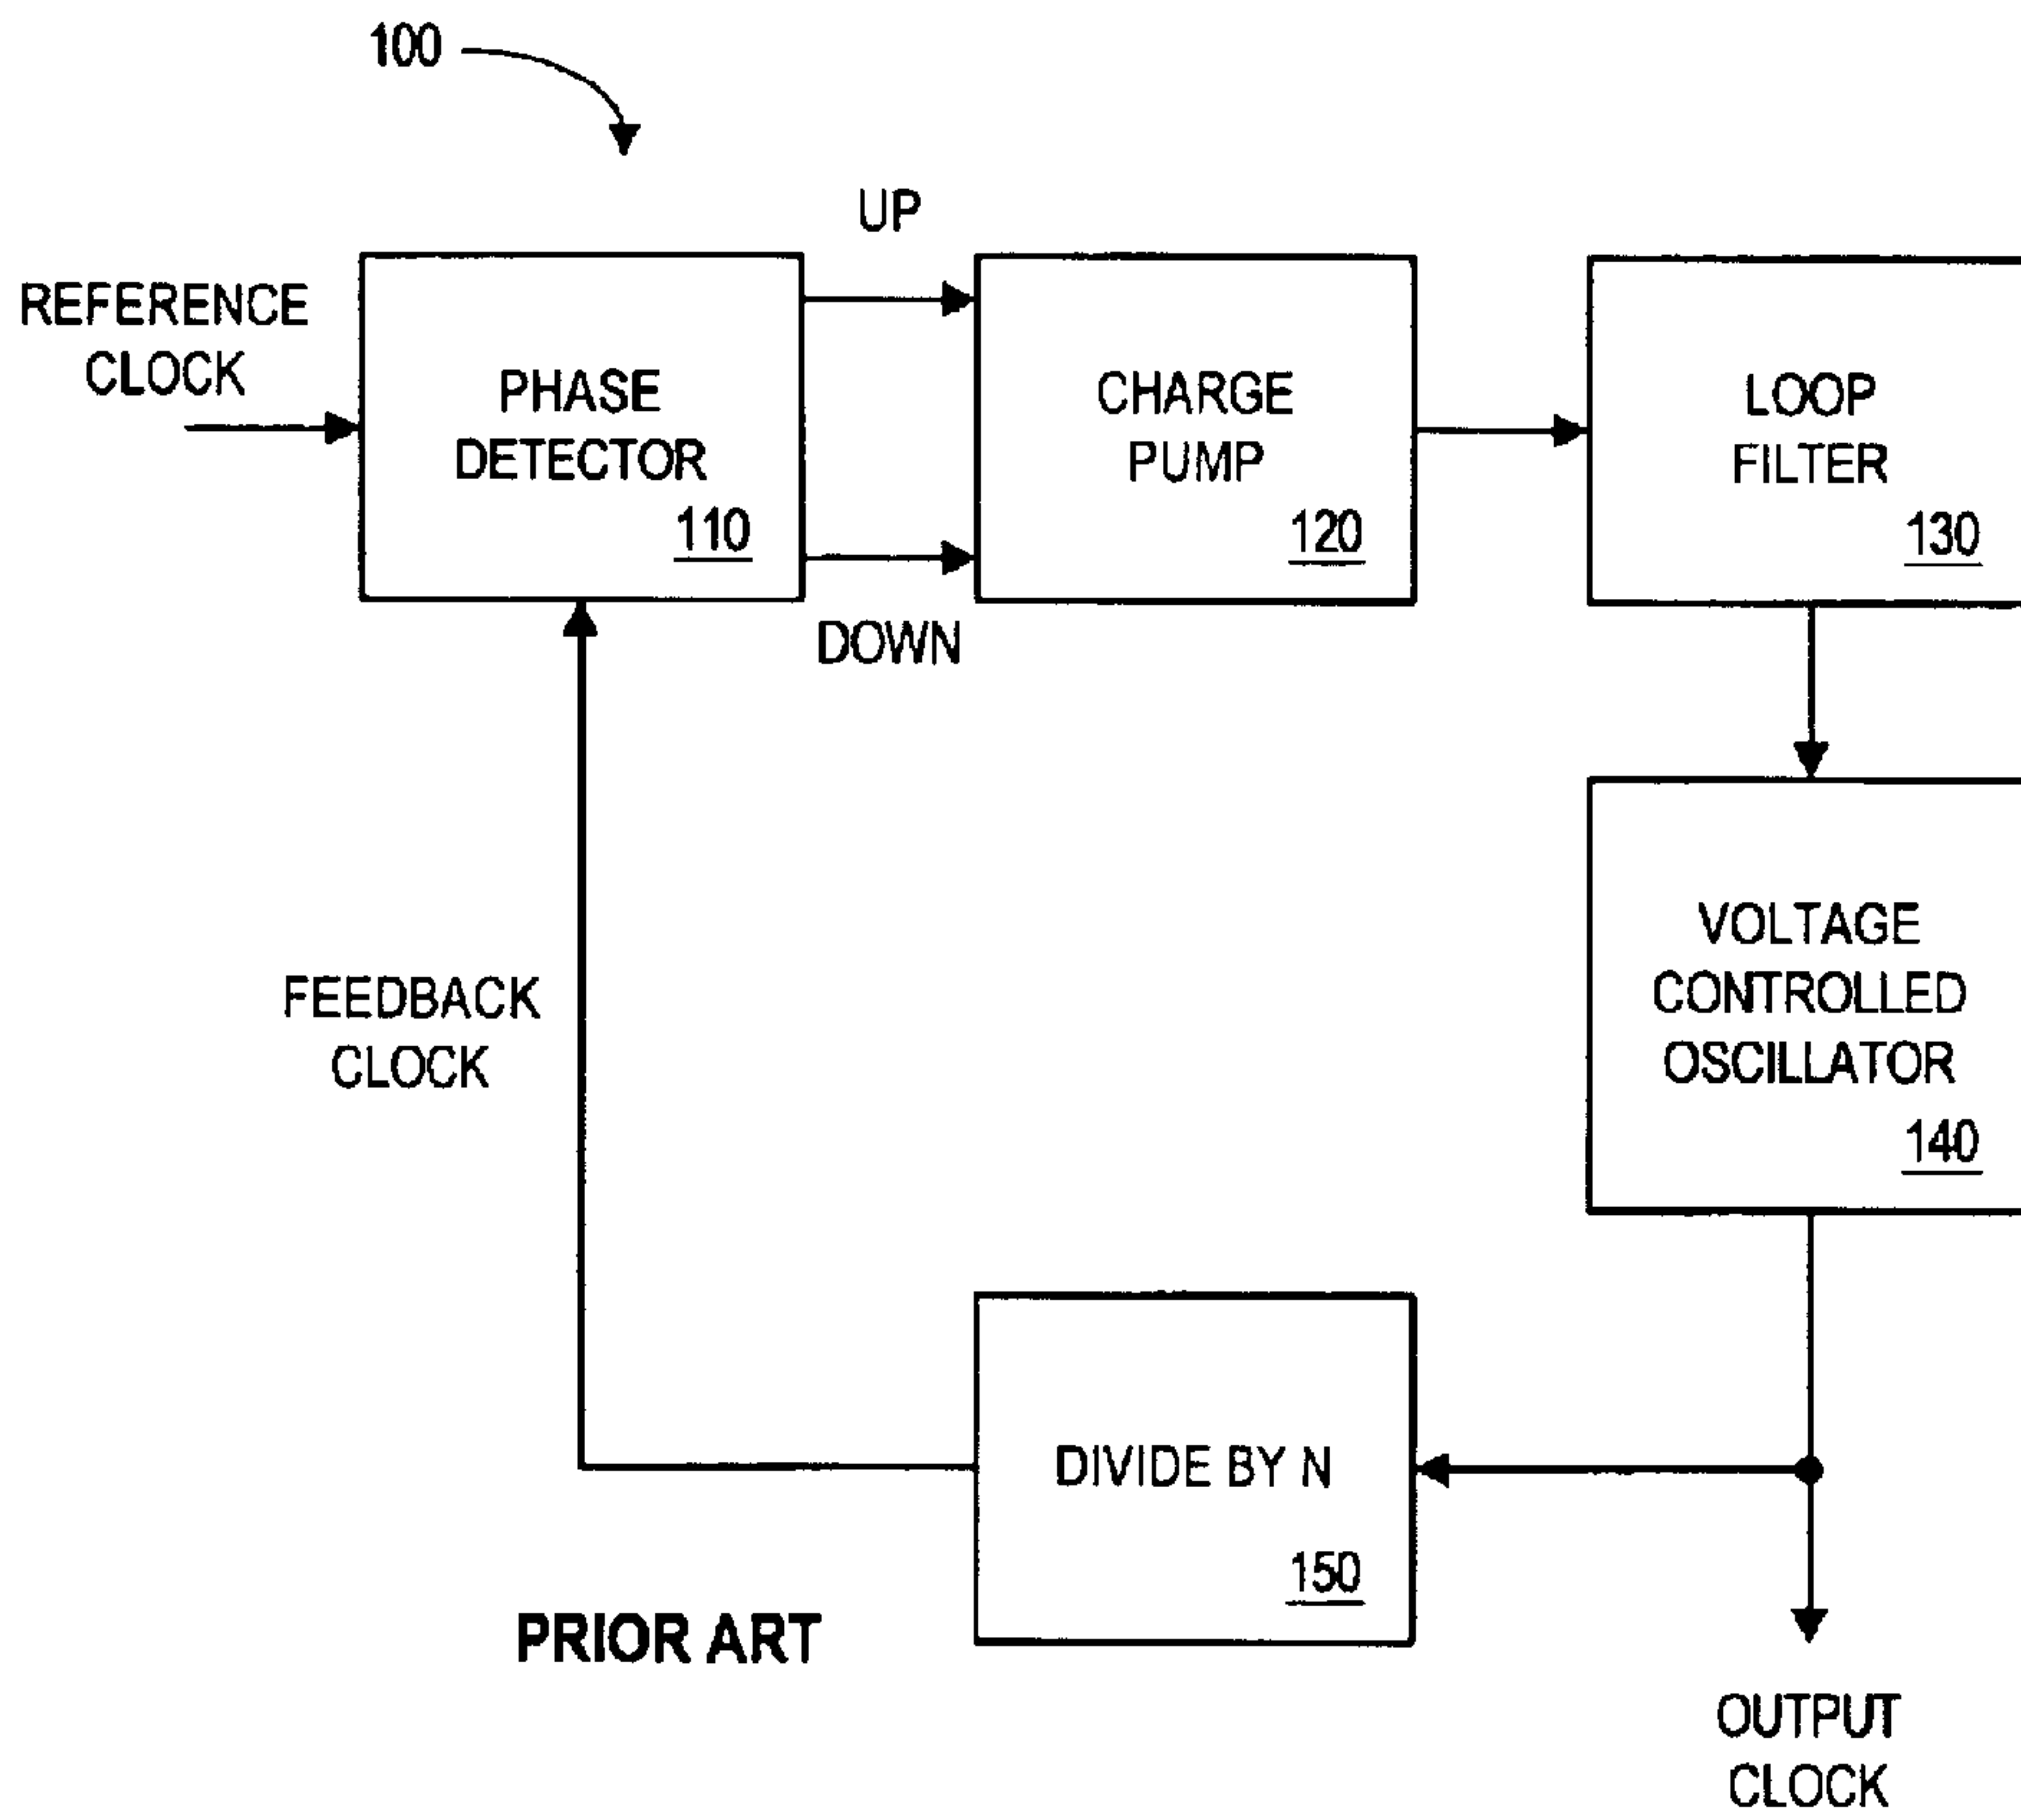 100
UP
REFERENCE
CLOCK
PHASE
DETECTOR
110
CHARGE
PUMP
120
LOOP
FILTER
130
DOWN
VOLTAGE
CONTROLLED
OSCILLATOR
140
FEEDBACK
CLOCK
DIVIDE BY N
150
PRIOR ART
OUTPUT
CLOCK